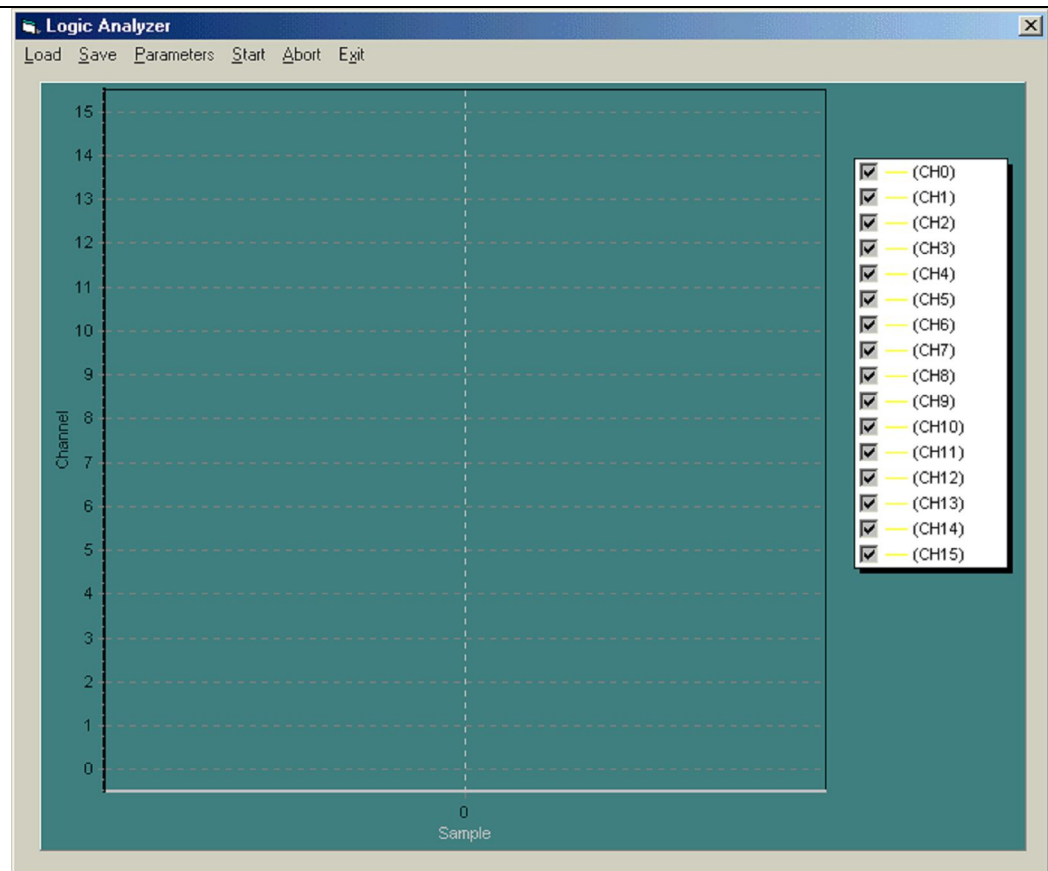 Logic Analyzer
Load Save Parameters Start Abort Exit
15
14
13
12
11
10
9
8
7
6
5
4
3
2
1
0
Channel
0
Sample
(CH0)
(CH1)
(CH2)
(CH3)
(CH4)
(CH5)
(CH6)
(CH7)
(CH8)
(CH9)
(CH10)
(CH11)
(CH12)
(CH13)
(CH14)
(CH15)